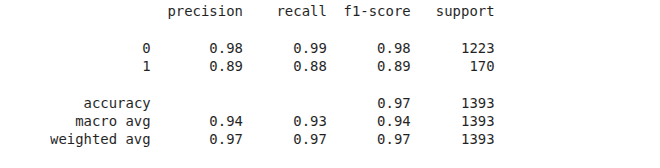 precision recall f1-score support
0 0.98 0.99 0.98 1223
1 0.89 0.88 0.89 170
accuracy 0.97 1393
macro avg 0.94 0.93 0.94 1393
weighted avg 0.97 0.97 0.97 1393